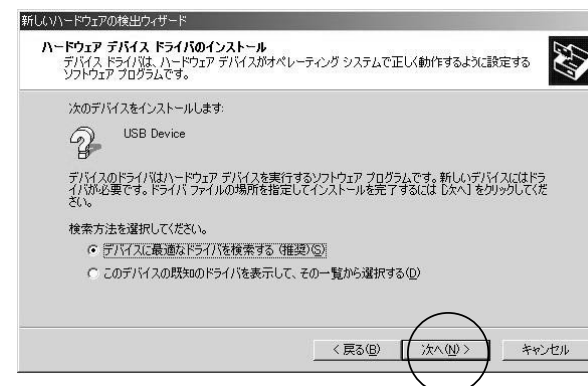 新しいハードウェアの検出ウィザード
ハードウェア デバイス ドライバのインストール
デバイス ドライバは、ハードウェア デバイスがオペレーティング システムで正しく動作するように設定する
ソフトウェア プログラムです。
次のデバイスをインストールします:
USB Device
デバイスのドライバはハードウェア デバイスを実行するソフトウェア プログラムです。新しいデバイスにはドラ
イバが必要です。ドライバ ファイルの場所を指定してインストールを完了するには [次へ] をクリックしてくだ
さい。
検索方法を選択してください。
デバイスに最適なドライバを検索する (推奨)(S)
このデバイスの既知のドライバを表示して、その一覧から選択する(D)
< 戻る(B) 次へ(N) > キャンセル